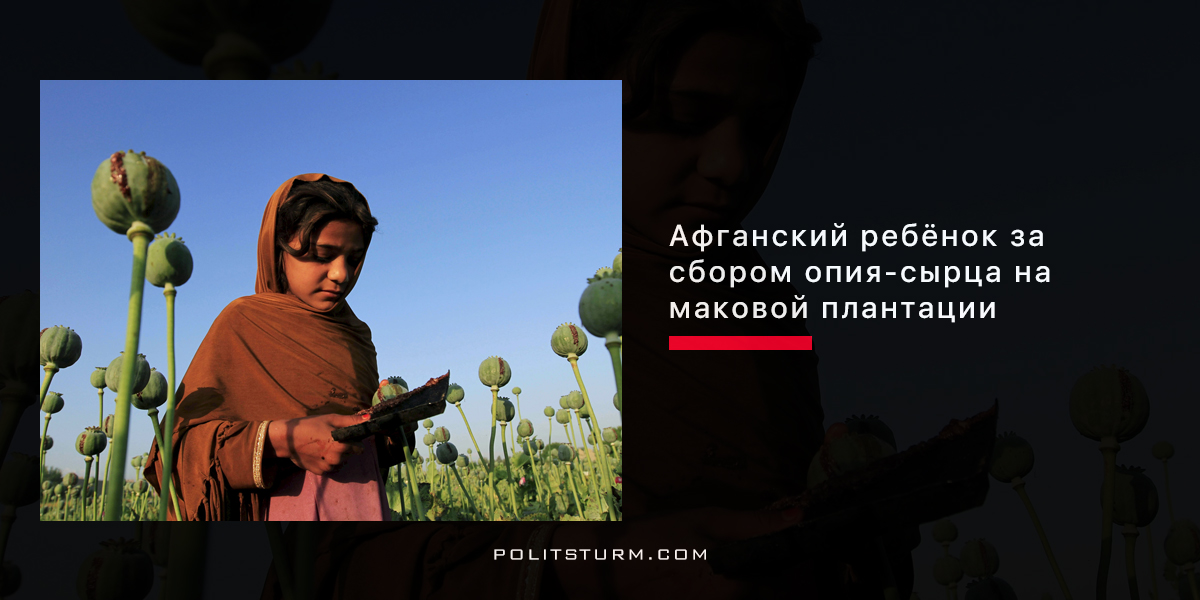 Афганский ребёнок за
сбором опия-сырца на
маковой плантации
POLITSTURM.COM